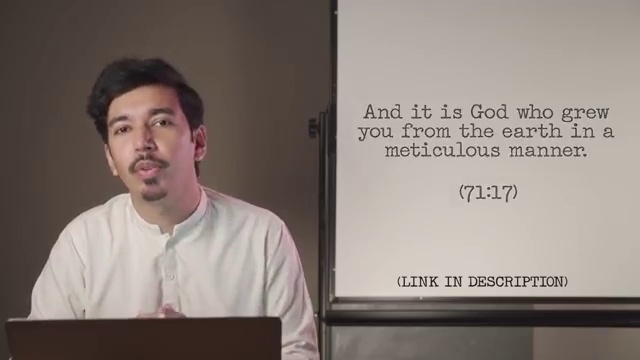 And it is God who grew
you from the earth in a
meticulous manner.
(71:17)
(LINK IN DESCRIPTION)